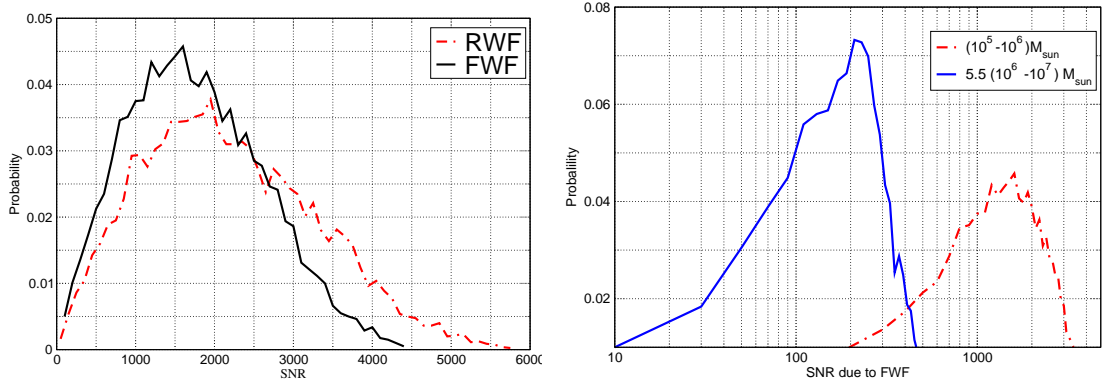 0.05
0.04
0.03
0.02
0.01
0
Probability
0
1000
2000
3000
4000
5000
6000
SNR
RWF
FWF
0.08
0.06
0.04
0.02
Probalility
10
100
1000
SNR due to FWF
(10^5 -10^6)M_sun
5.5 (10^6 -10^7) M_sun